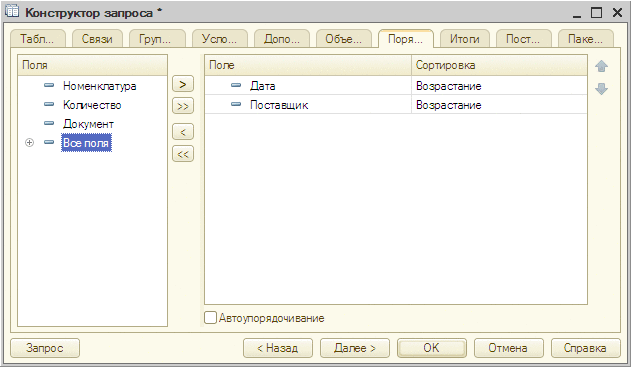 Конструктор запроса *
Табл... Связи Груп... Усло... Допо... Объе... Поря... Итоги Пост... Паке...
Поля
Номенклатура
Количество
Документ
Все поля
>
>>
<
<<
Поле Сортировка
Дата Возрастание
Поставщик Возрастание
Автоупорядочивание
Запрос < Назад Далее > OK Отмена Справка